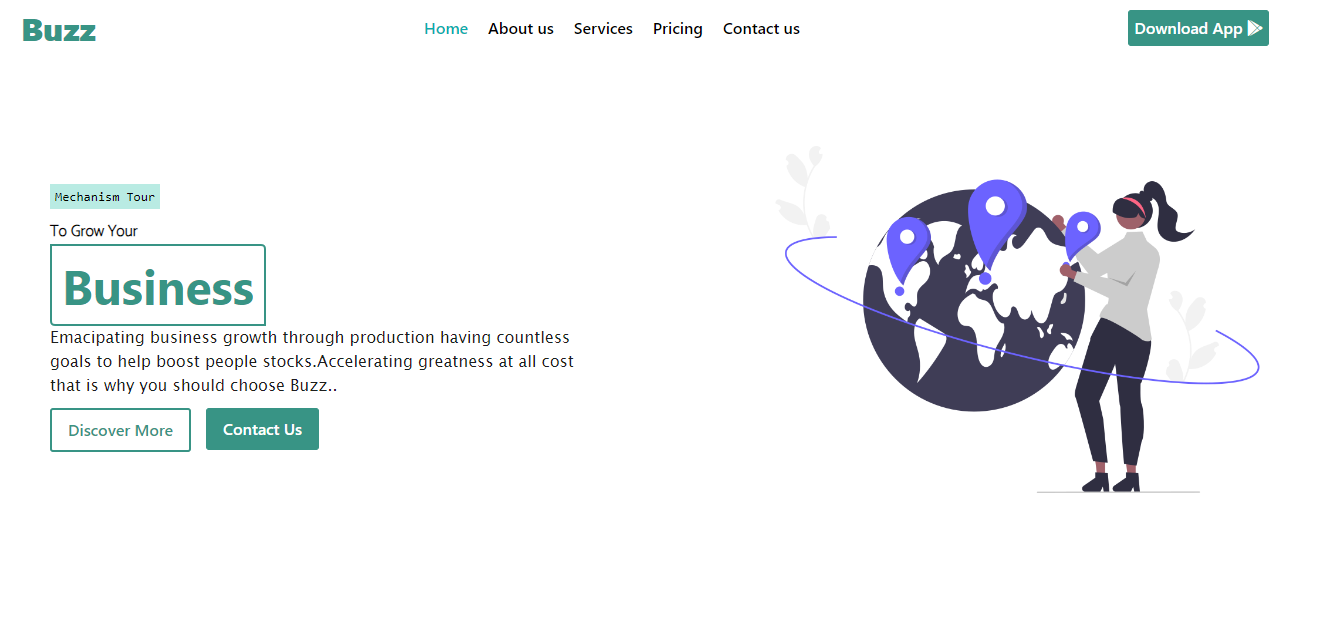 Buzz
Home About us Services Pricing Contact us
Download App
Mechanism Tour
To Grow Your
Business
Emacipating business growth through production having countless
goals to help boost people stocks.Accelerating greatness at all cost
that is why you should choose Buzz..
Discover More
Contact Us